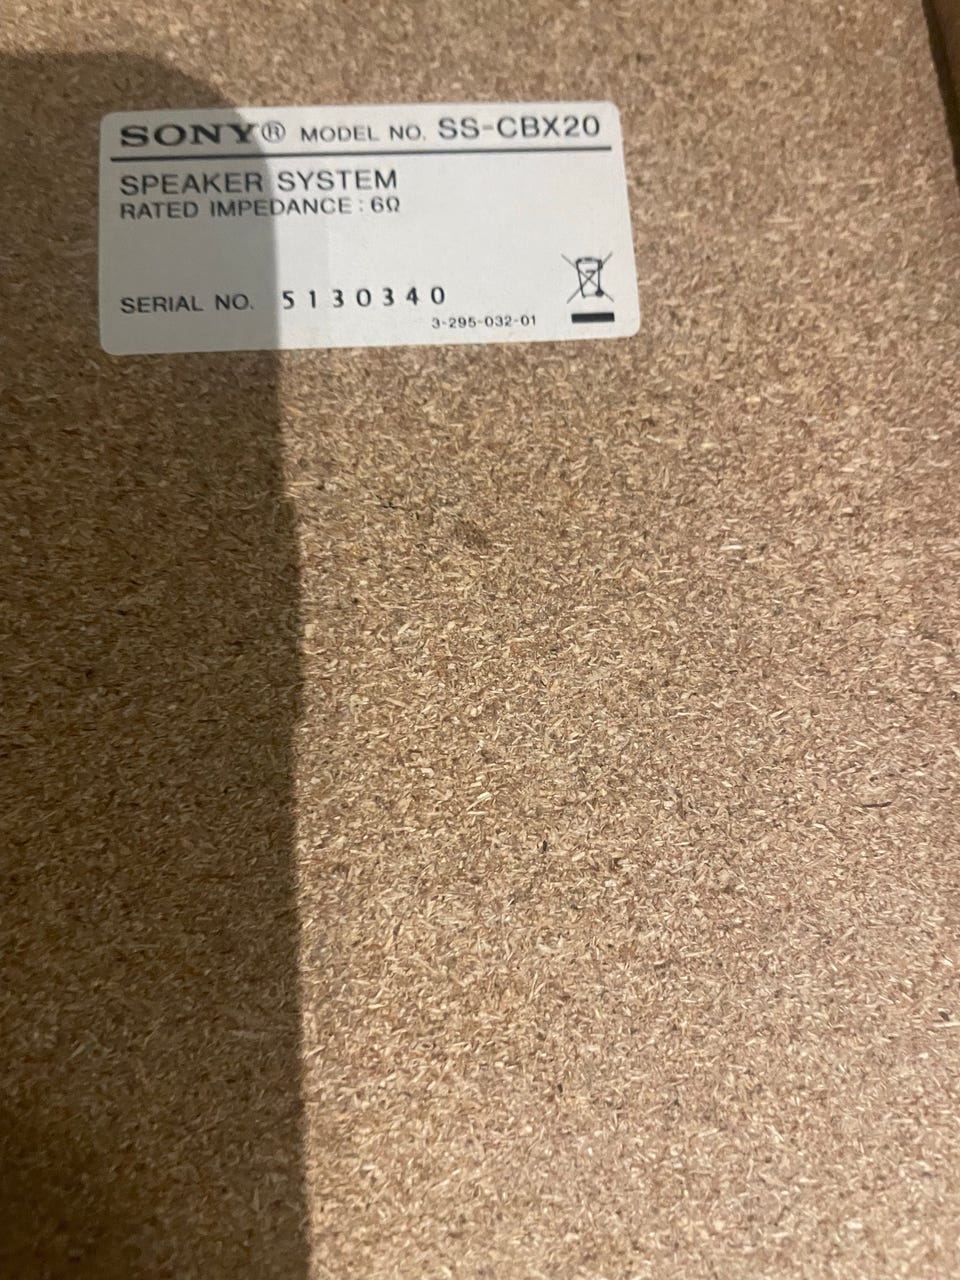 SONY® MODEL NO. SS-CBX20
SPEAKER SYSTEM
RATED IMPEDANCE : 6Ω
SERIAL NO. 5130340
3-295-032-01